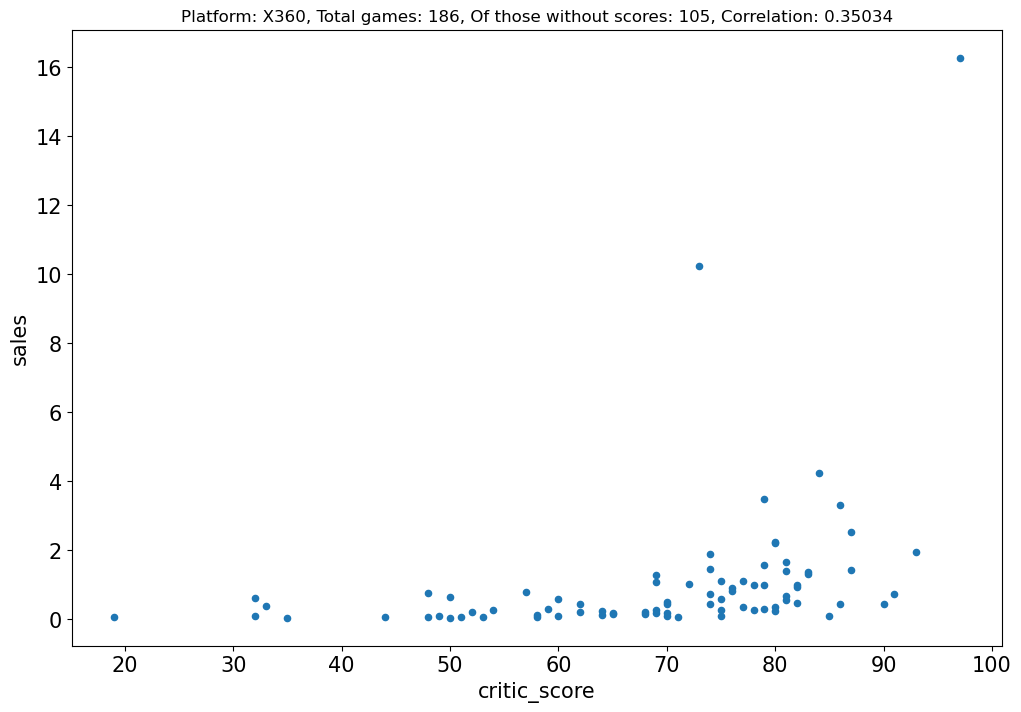 Platform: X360, Total games: 186, Of those without scores: 105, Correlation: 0.35034
16
14
12
10
8
6
4
2
0
sales
20 30 40 50 60 70 80 90 100
critic_score